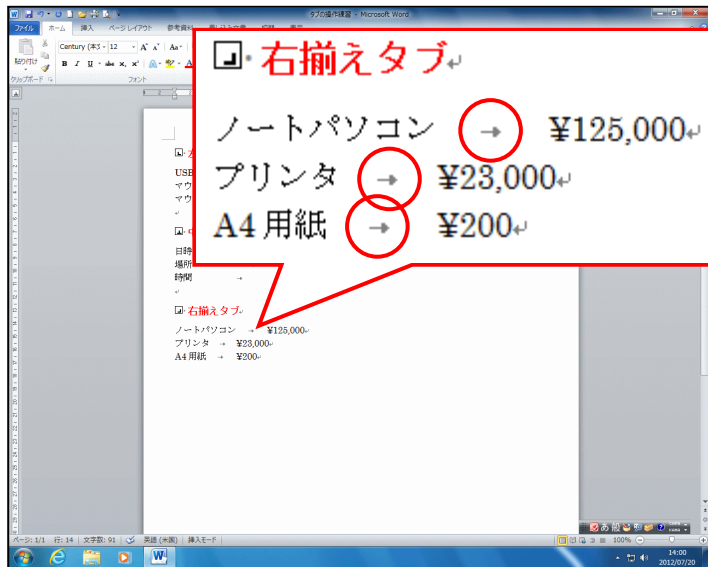 タブの操作練習 - Microsoft Word
ファイル ホーム 挿入 ページ レイアウト 参考資料
貼り付け
Century (本文 - 12
クリップボード
フォント
右揃えタブ
ノートパソコン → ¥125,000
プリンタ → ¥23,000
A4 用紙 → ¥200
USB
マウ
マウ
日時
場所
時間 →
右揃えタブ
ノートパソコン → ¥125,000
プリンタ → ¥23,000
A4 用紙 → ¥200
あ 般
ページ: 1/1 行: 14 文字数: 91 英語 (米国) 挿入モード 100%
14:00
2012/07/20